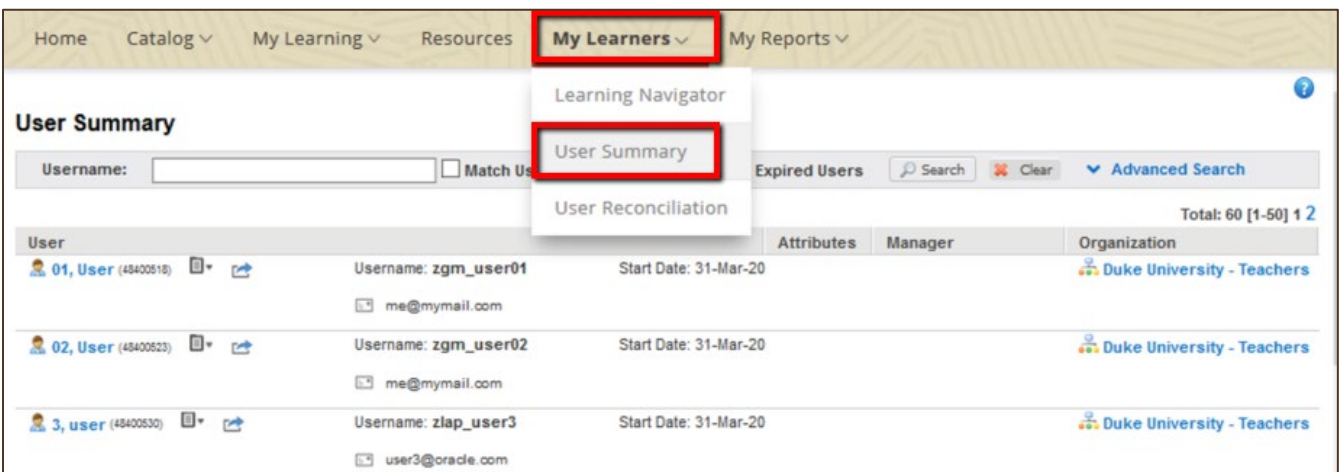 Home Catalog My Learning Resources My Learners My Reports
Learning Navigator
User Summary
User Summary
Username: Match Us Expired Users Search Clear Advanced Search
User Reconciliation
Total: 60 [1-50] 1 2
User Attributes Manager Organization
01, User (48400518) Username: zgm_user01 Start Date: 31-Mar-20 Duke University - Teachers
me@mymail.com
02, User (48400523) Username: zgm_user02 Start Date: 31-Mar-20 Duke University - Teachers
me@mymail.com
3, user (48400530) Username: zlap_user3 Start Date: 31-Mar-20 Duke University - Teachers
user3@oracle.com